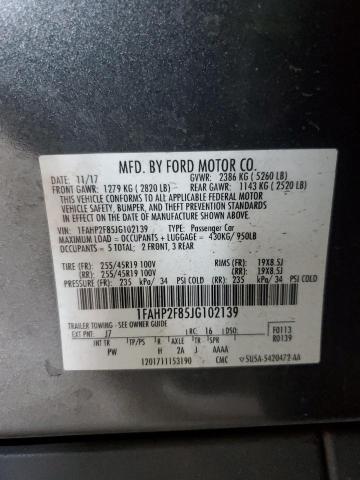 MFD. BY FORD MOTOR CO.
DATE: 11/17 GVWR: 2386 KG ( 5260 LB)
FRONT GAWR: 1279 KG ( 2820 LB) REAR GAWR: 1143 KG ( 2520 LB)
THIS VEHICLE CONFORMS TO ALL APPLICABLE FEDERAL MOTOR
VEHICLE SAFETY, BUMPER, AND THEFT PREVENTION STANDARDS
IN EFFECT ON THE DATE OF MANUFACTURE SHOWN ABOVE.
VIN: 1FAHP2F85JG102139 TYPE: Passenger Car
MAXIMUM LOAD = OCCUPANTS + LUGGAGE = 430KG/ 950LB
OCCUPANTS = 5 TOTAL: 2 FRONT, 3 REAR
TIRE (FR): 255/45R19 100V RIMS (FR): 19X8.5J
(RR): 255/45R19 100V (RR): 19X8.5J
PRESSURE (FR): 235 kPa/ 34 PSI COLD (RR): 235 kPa/ 34 PSI COLD
1FAHP2F85JG102139
TRAILER TOWING - SEE OWNER GUIDE
EXT PNT: J7 RC: 16 DSO: F0113
INT TR TP/PS R AXLE TR SPR R0139
PW H 2A J AAAA
1201711153190 CMC 5U5A-5420472-AA